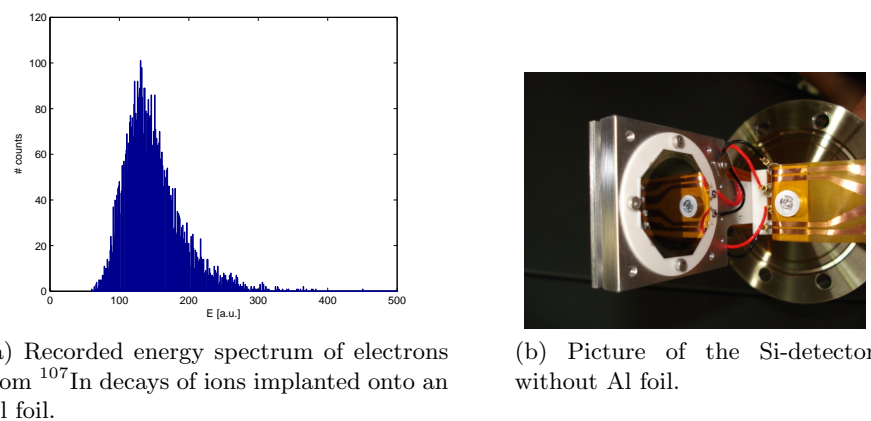 120
100
80
60
40
20
0
# counts
0 100 200 300 400 500
E [a.u.]
) Recorded energy spectrum of electrons
om ¹⁰⁷In decays of ions implanted onto an
l foil.
(b) Picture of the Si-detector
without Al foil.